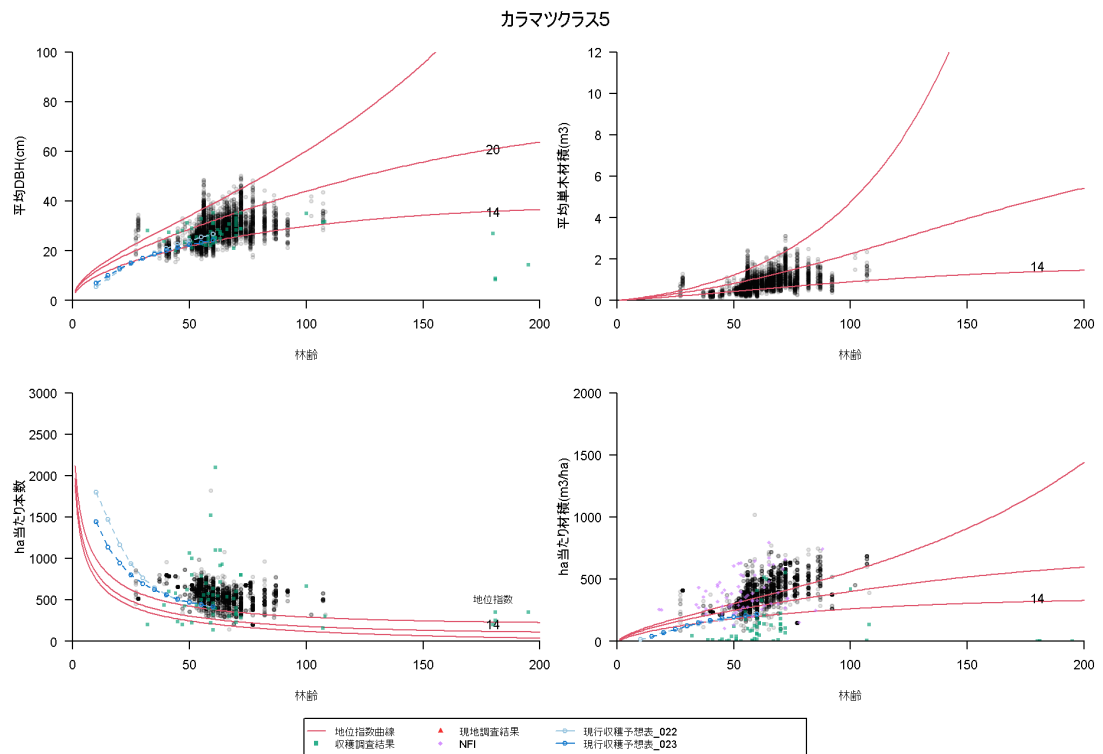 カラマツクラス5
平均DBH(cm)
100
80
60
40
20
0
20
14
0 50 100 150 200
林齢
平均単木材積(m3)
12
10
8
6
4
2
0
14
0 50 100 150 200
林齢
ha当たり本数
3000
2500
2000
1500
1000
500
0
地位指数
14
0 50 100 150 200
林齢
ha当たり材積(m3/ha)
2000
1500
1000
500
0
14
0 50 100 150 200
林齢
地位指数曲線 現地調査結果 現行収穫予想表_022
収穫調査結果 NFI 現行収穫予想表_023